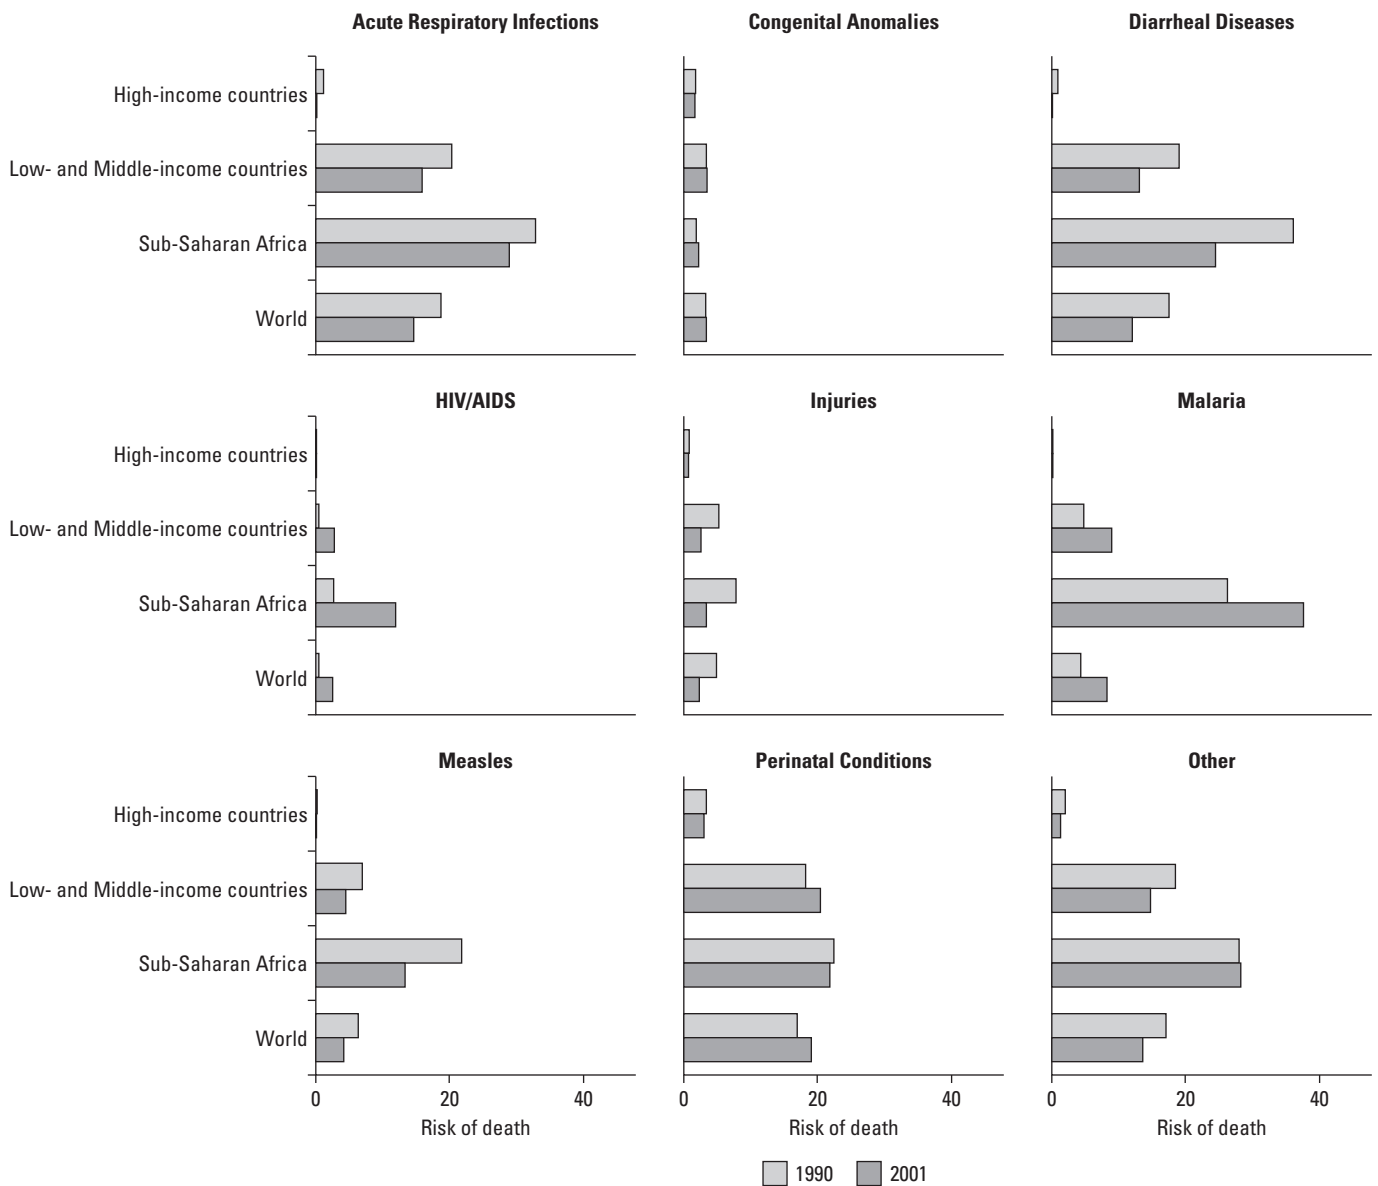 Acute Respiratory Infections
Congenital Anomalies
Diarrheal Diseases
High-income countries
Low- and Middle-income countries
Sub-Saharan Africa
World
HIV/AIDS
Injuries
Malaria
High-income countries
Low- and Middle-income countries
Sub-Saharan Africa
World
Measles
Perinatal Conditions
Other
High-income countries
Low- and Middle-income countries
Sub-Saharan Africa
World
0 20 40
0 20 40
0 20 40
Risk of death
Risk of death
Risk of death
1990 2001